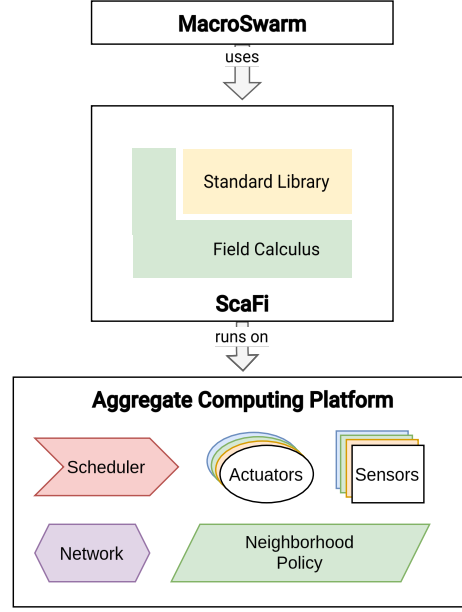 MacroSwarm
uses
Standard Library
Field Calculus
ScaFi
runs on
Aggregate Computing Platform
Scheduler
Actuators
Sensors
Network
Neighborhood
Policy